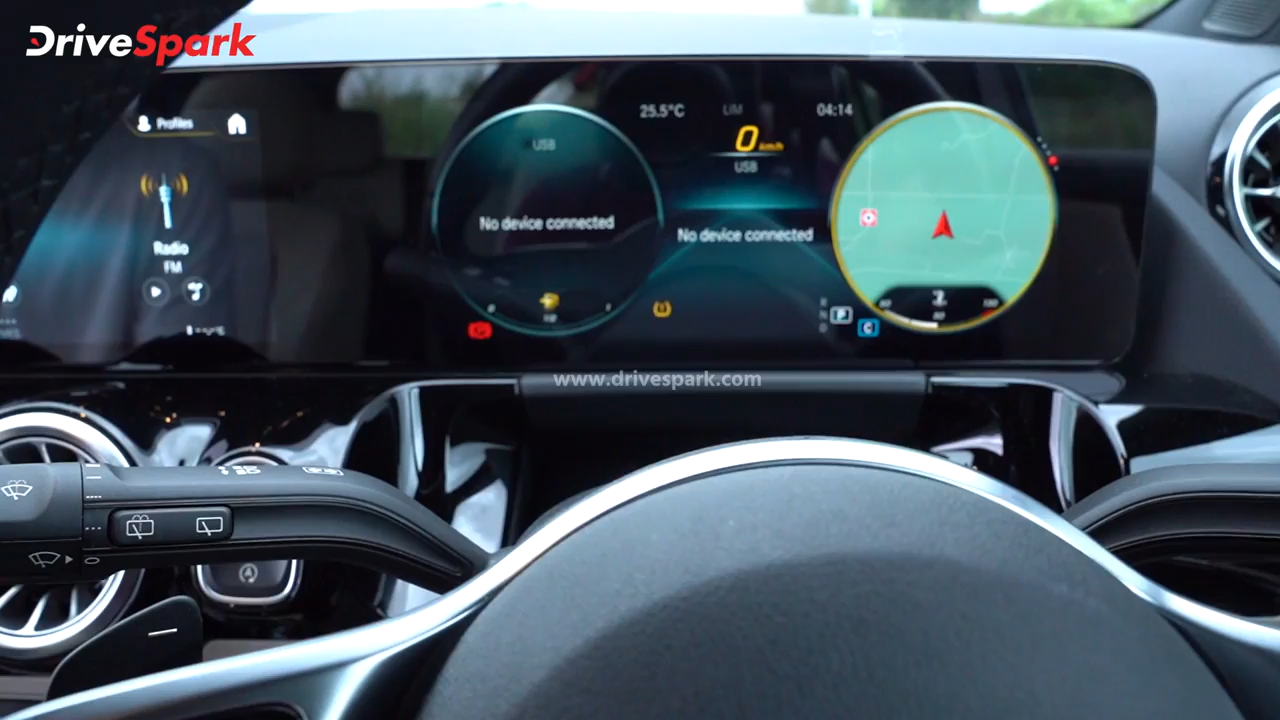 DriveSpark
Profiles
Radio
FM
USB
No device connected
25.5°C
LIM
04:14
0 km/h
USB
No device connected
P
C
www.drivespark.com